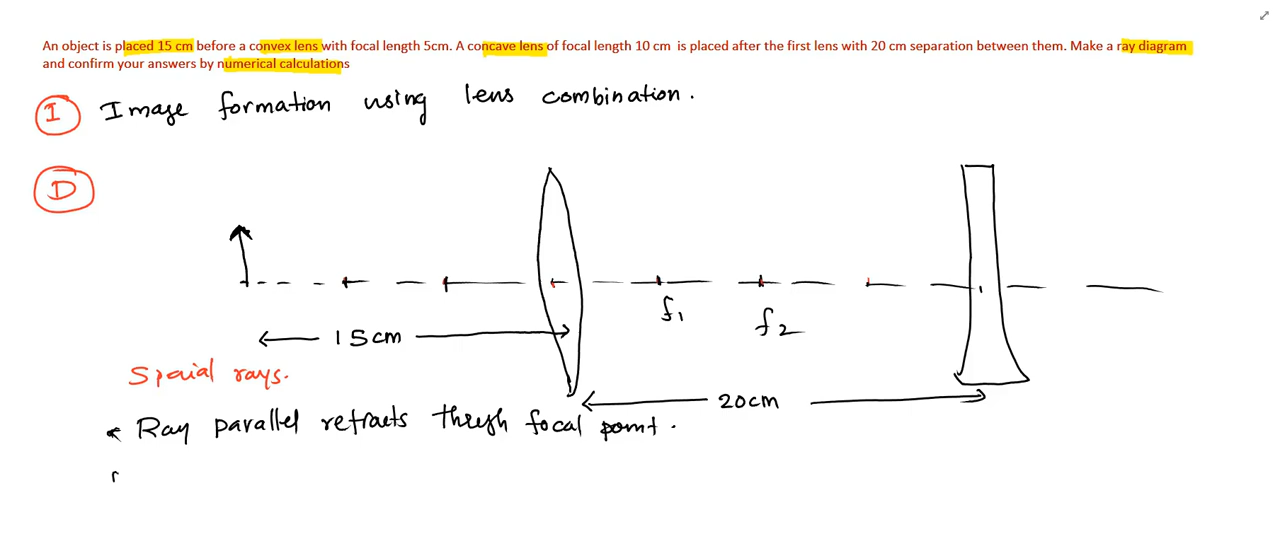 An object is placed 15 cm before a convex lens with focal length 5cm. A concave lens of focal length 10 cm is placed after the first lens with 20 cm separation between them. Make a ray diagram
and confirm your answers by numerical calculations
I Image formation using lens combination.
D
f1
f2
15cm
Special rays.
20cm
* Ray parallel refracts through focal point.